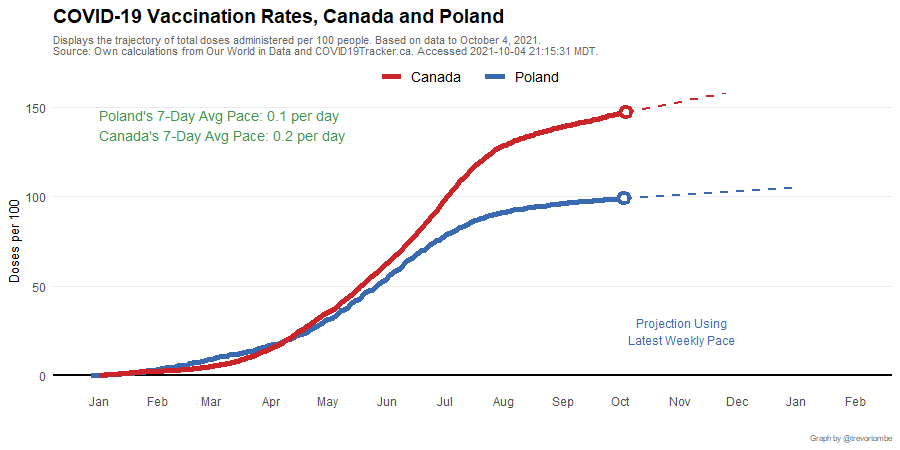 COVID-19 Vaccination Rates, Canada and Poland
Displays the trajectory of total doses administered per 100 people. Based on data to October 4, 2021.
Source: Own calculations from Our World in Data and COVID19Tracker.ca. Accessed 2021-10-04 21:15:31 MDT.
Canada Poland
Poland's 7-Day Avg Pace: 0.1 per day
Canada's 7-Day Avg Pace: 0.2 per day
Doses per 100
150
100
50
0
Projection Using
Latest Weekly Pace
Jan Feb Mar Apr May Jun Jul Aug Sep Oct Nov Dec Jan Feb
Graph by @trevortombe